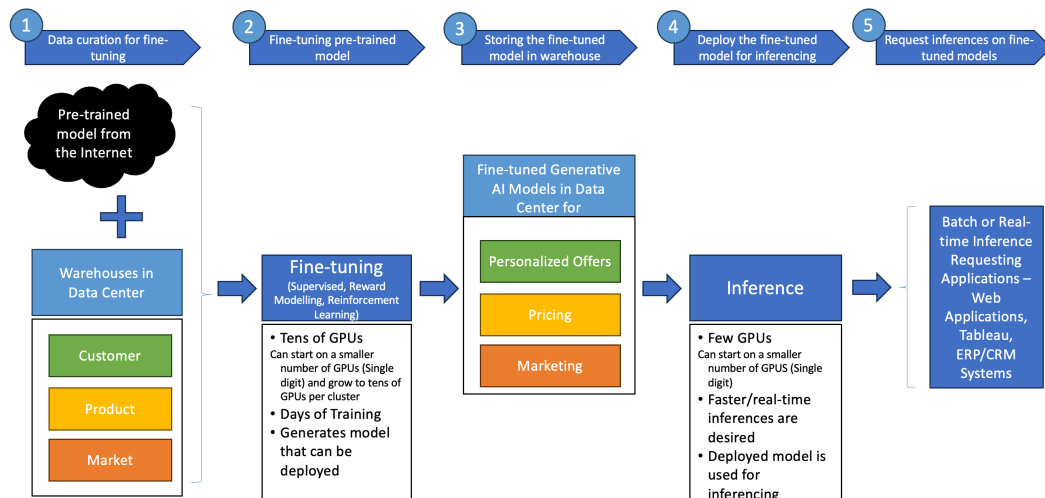 1
Data curation for fine-
tuning
2
Fine-tuning pre-trained
model
3
Storing the fine-tuned
model in warehouse
4
Deploy the fine-tuned
model for inferencing
5
Request inferences on fine-
tuned models
Pre-trained
model from
the Internet
Warehouses in
Data Center
Customer
Product
Market
Fine-tuning
(Supervised, Reward
Modelling, Reinforcement
Learning)
• Tens of GPUs
Can start on a smaller
number of GPUs (Single
digit) and grow to tens of
GPUs per cluster
• Days of Training
• Generates model
that can be
deployed
Fine-tuned Generative
AI Models in Data
Center for
Personalized Offers
Pricing
Marketing
Inference
• Few GPUs
Can start on a smaller
number of GPUS (Single
digit)
• Faster/real-time
inferences are
desired
• Deployed model is
used for
inferencing
Batch or Real-
time Inference
Requesting
Applications –
Web
Applications,
Tableau,
ERP/CRM
Systems